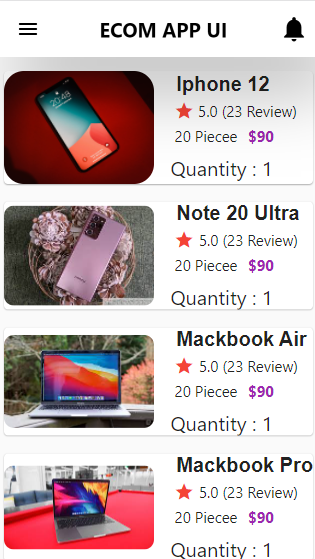 ECOM APP UI
Iphone 12
5.0 (23 Review)
20 Piecee $90
Quantity : 1
Note 20 Ultra
5.0 (23 Review)
20 Piecee $90
Quantity : 1
Mackbook Air
5.0 (23 Review)
20 Piecee $90
Quantity : 1
Mackbook Pro
5.0 (23 Review)
20 Piecee $90
Quantity : 1